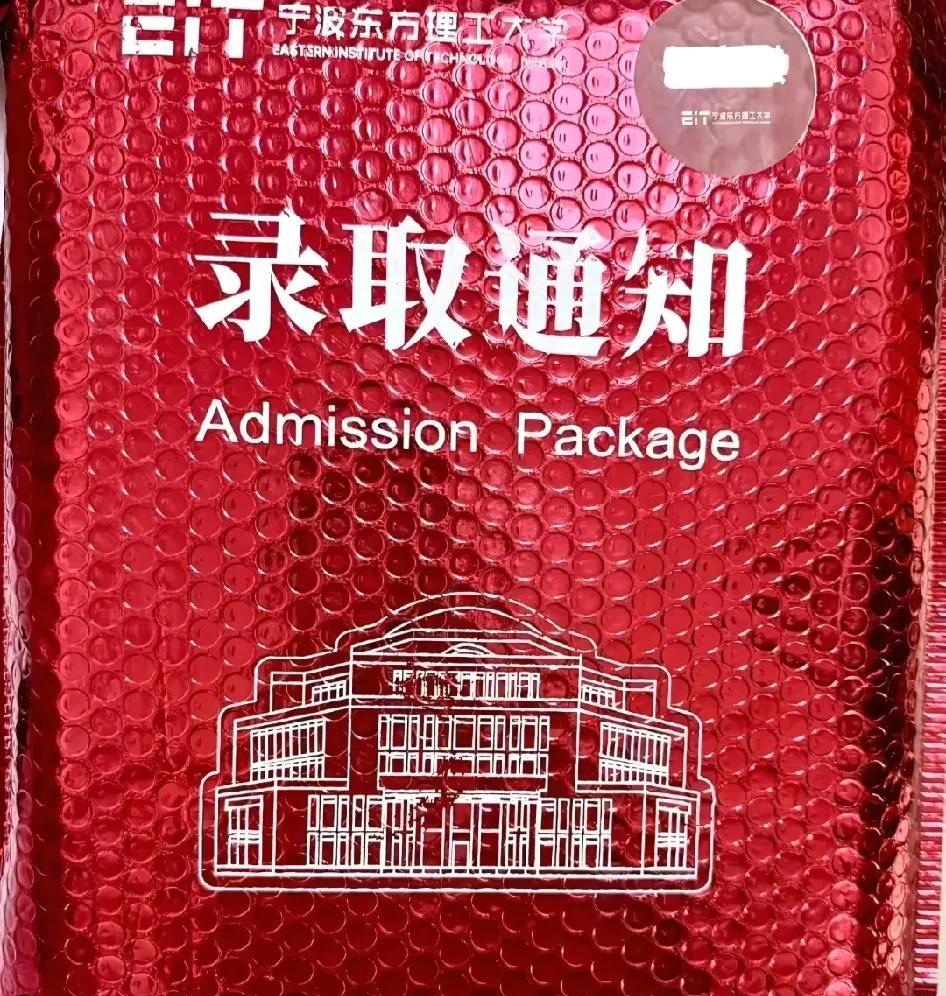 EIT 宁波东方理工大学
EASTERN INSTITUTE OF TECHNOLOGY
EIT 宁波东方理工大学
录取通知
Admission Package